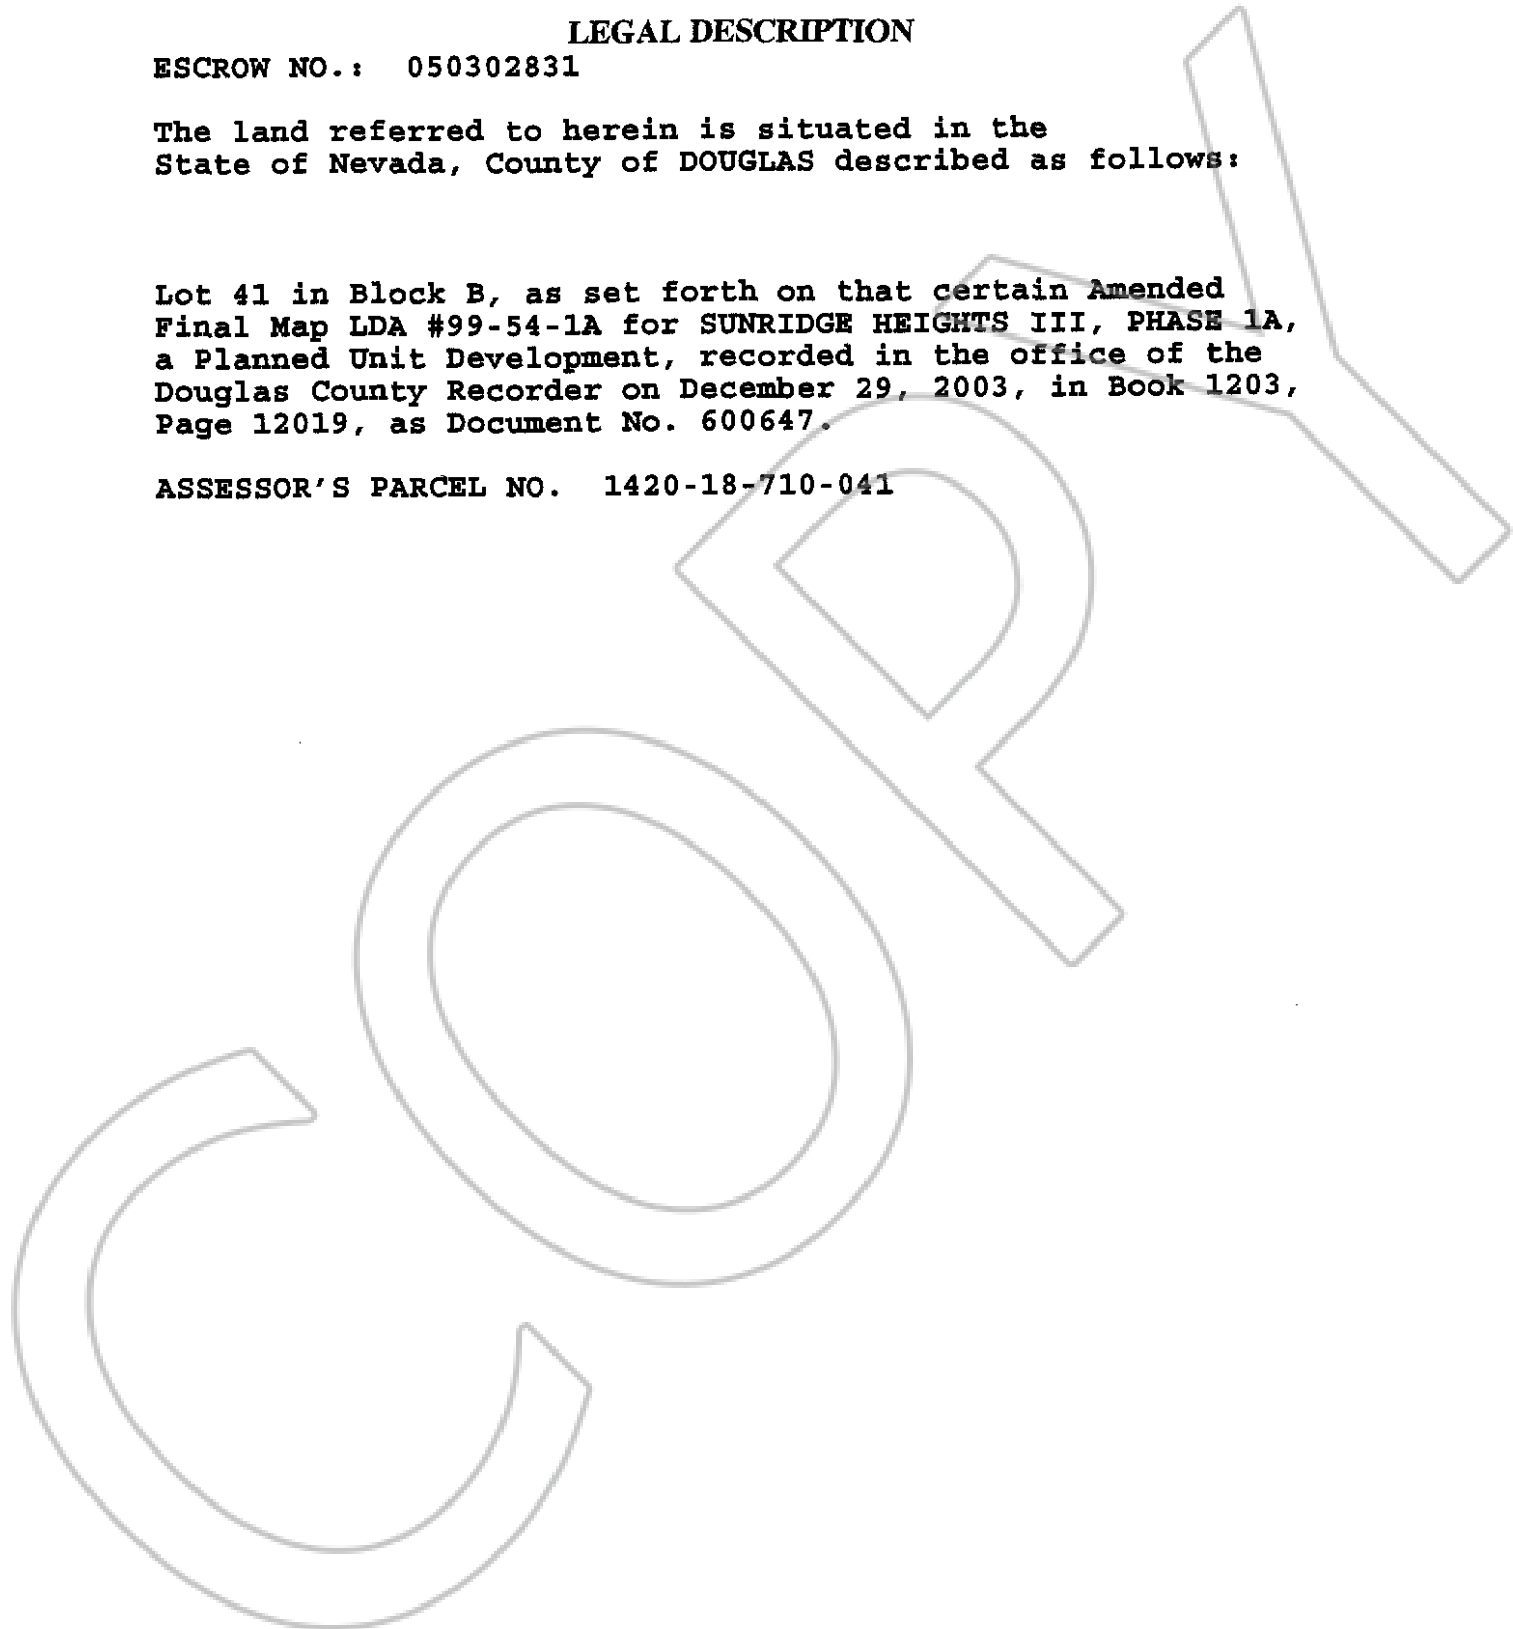 LEGAL DESCRIPTION
ESCROW NO.: 050302831
The land referred to herein is situated in the
State of Nevada, County of DOUGLAS described as follows:
Lot 41 in Block B, as set forth on that certain Amended
Final Map LDA #99-54-1A for SUNRIDGE HEIGHTS III, PHASE 1A,
a Planned Unit Development, recorded in the office of the
Douglas County Recorder on December 29, 2003, in Book 1203,
Page 12019, as Document No. 600647.
ASSESSOR'S PARCEL NO. 1420-18-710-041
COPY